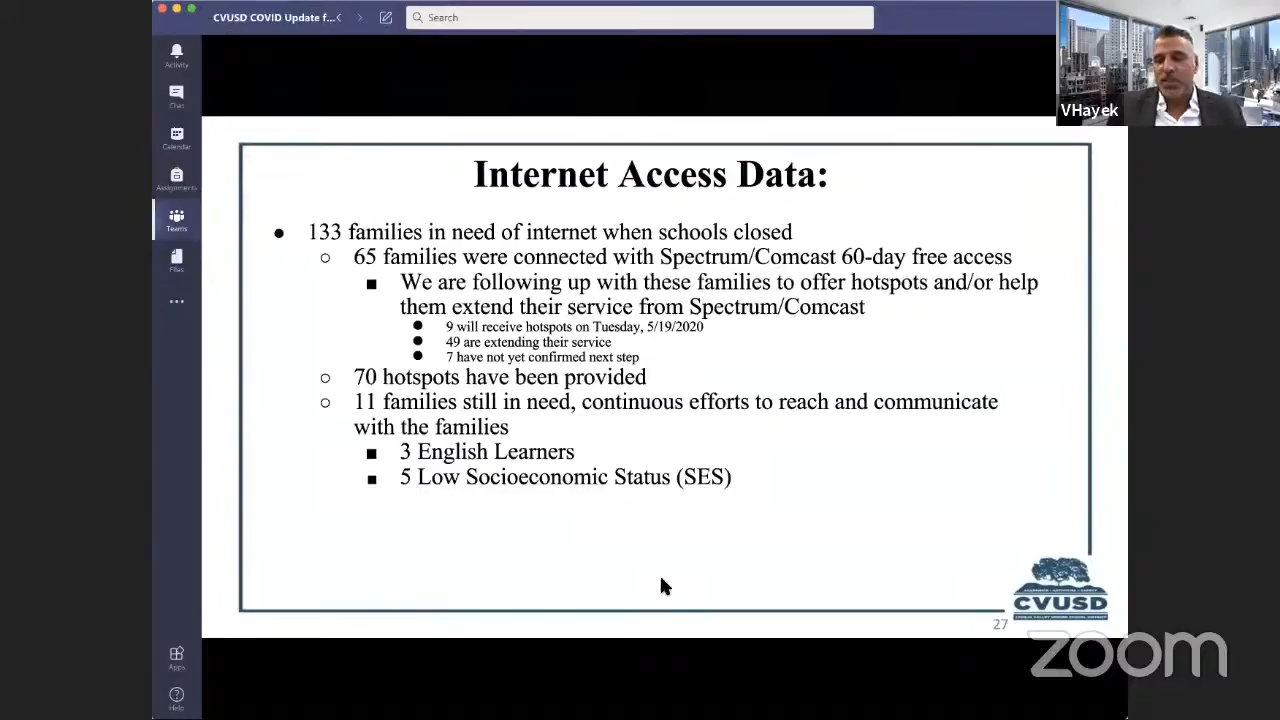 CVUSD COVID Update f...
Search
VHayek
Activity
Chat
Calendar
Assignments
Teams
Files
Internet Access Data:
133 families in need of internet when schools closed
65 families were connected with Spectrum/Comcast 60-day free access
We are following up with these families to offer hotspots and/or help
them extend their service from Spectrum/Comcast
9 will receive hotspots on Tuesday, 5/19/2020
49 are extending their service
7 have not yet confirmed next step
70 hotspots have been provided
11 families still in need, continuous efforts to reach and communicate
with the families
3 English Learners
5 Low Socioeconomic Status (SES)
CVUSD
27
Apps
Help
zoom